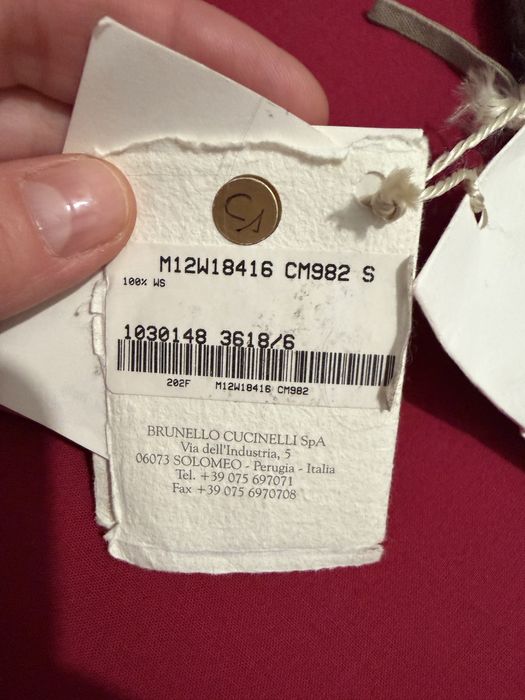 M12W18416 CM982 S
100% WS
1030148 3618/6
202F M12W18416 CM982
BRUNELLO CUCINELLI SpA
Via dell'Industria, 5
06073 SOLOMEO - Perugia - Italia
Tel. +39 075 697071
Fax +39 075 6970708